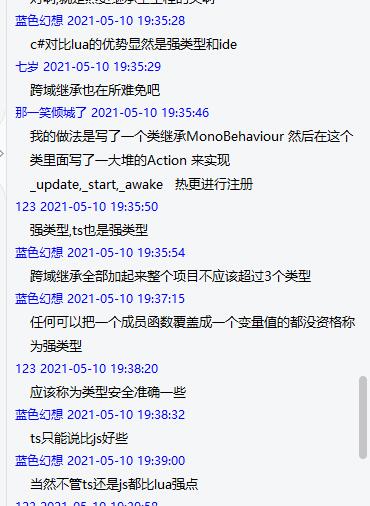 蓝色幻想 2021-05-10 19:35:28
c#对比lua的优势显然是强类型和ide
七岁 2021-05-10 19:35:29
跨域继承也在所难免吧
那一笑倾城了 2021-05-10 19:35:46
我的做法是写了一个类继承MonoBehaviour 然后在这个
类里面写了一大堆的Action 来实现
_update,_start,_awake 热更进行注册
123 2021-05-10 19:35:50
强类型,ts也是强类型
蓝色幻想 2021-05-10 19:35:54
跨域继承全部加起来整个项目不应该超过3个类型
蓝色幻想 2021-05-10 19:37:15
任何可以把一个成员函数覆盖成一个变量值的都没资格称
为强类型
123 2021-05-10 19:38:20
应该称为类型安全准确一些
蓝色幻想 2021-05-10 19:38:32
ts只能说比js好些
蓝色幻想 2021-05-10 19:39:00
当然不管ts还是js都比lua强点